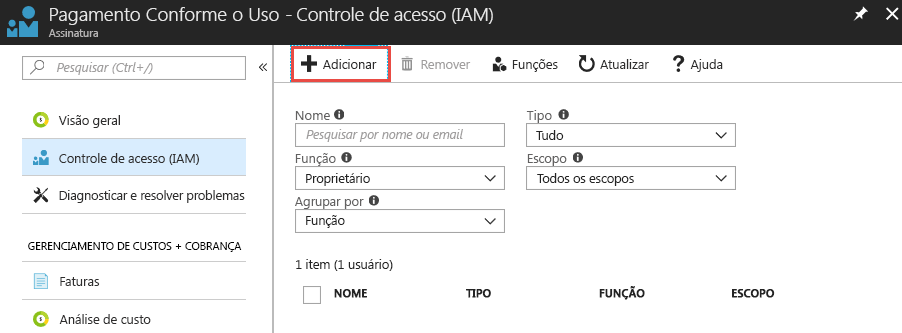 Pagamento Conforme o Uso - Controle de acesso (IAM)
Assinatura
Pesquisar (Ctrl+/)
Visão geral
Controle de acesso (IAM)
Diagnosticar e resolver problemas
GERENCIAMENTO DE CUSTOS + COBRANÇA
Faturas
Análise de custo
Adicionar Remover Funções Atualizar Ajuda
Nome Tipo
Pesquisar por nome ou email Tudo
Função Escopo
Proprietário Todos os escopos
Agrupar por
Função
1 item (1 usuário)
NOME TIPO FUNÇÃO ESCOPO